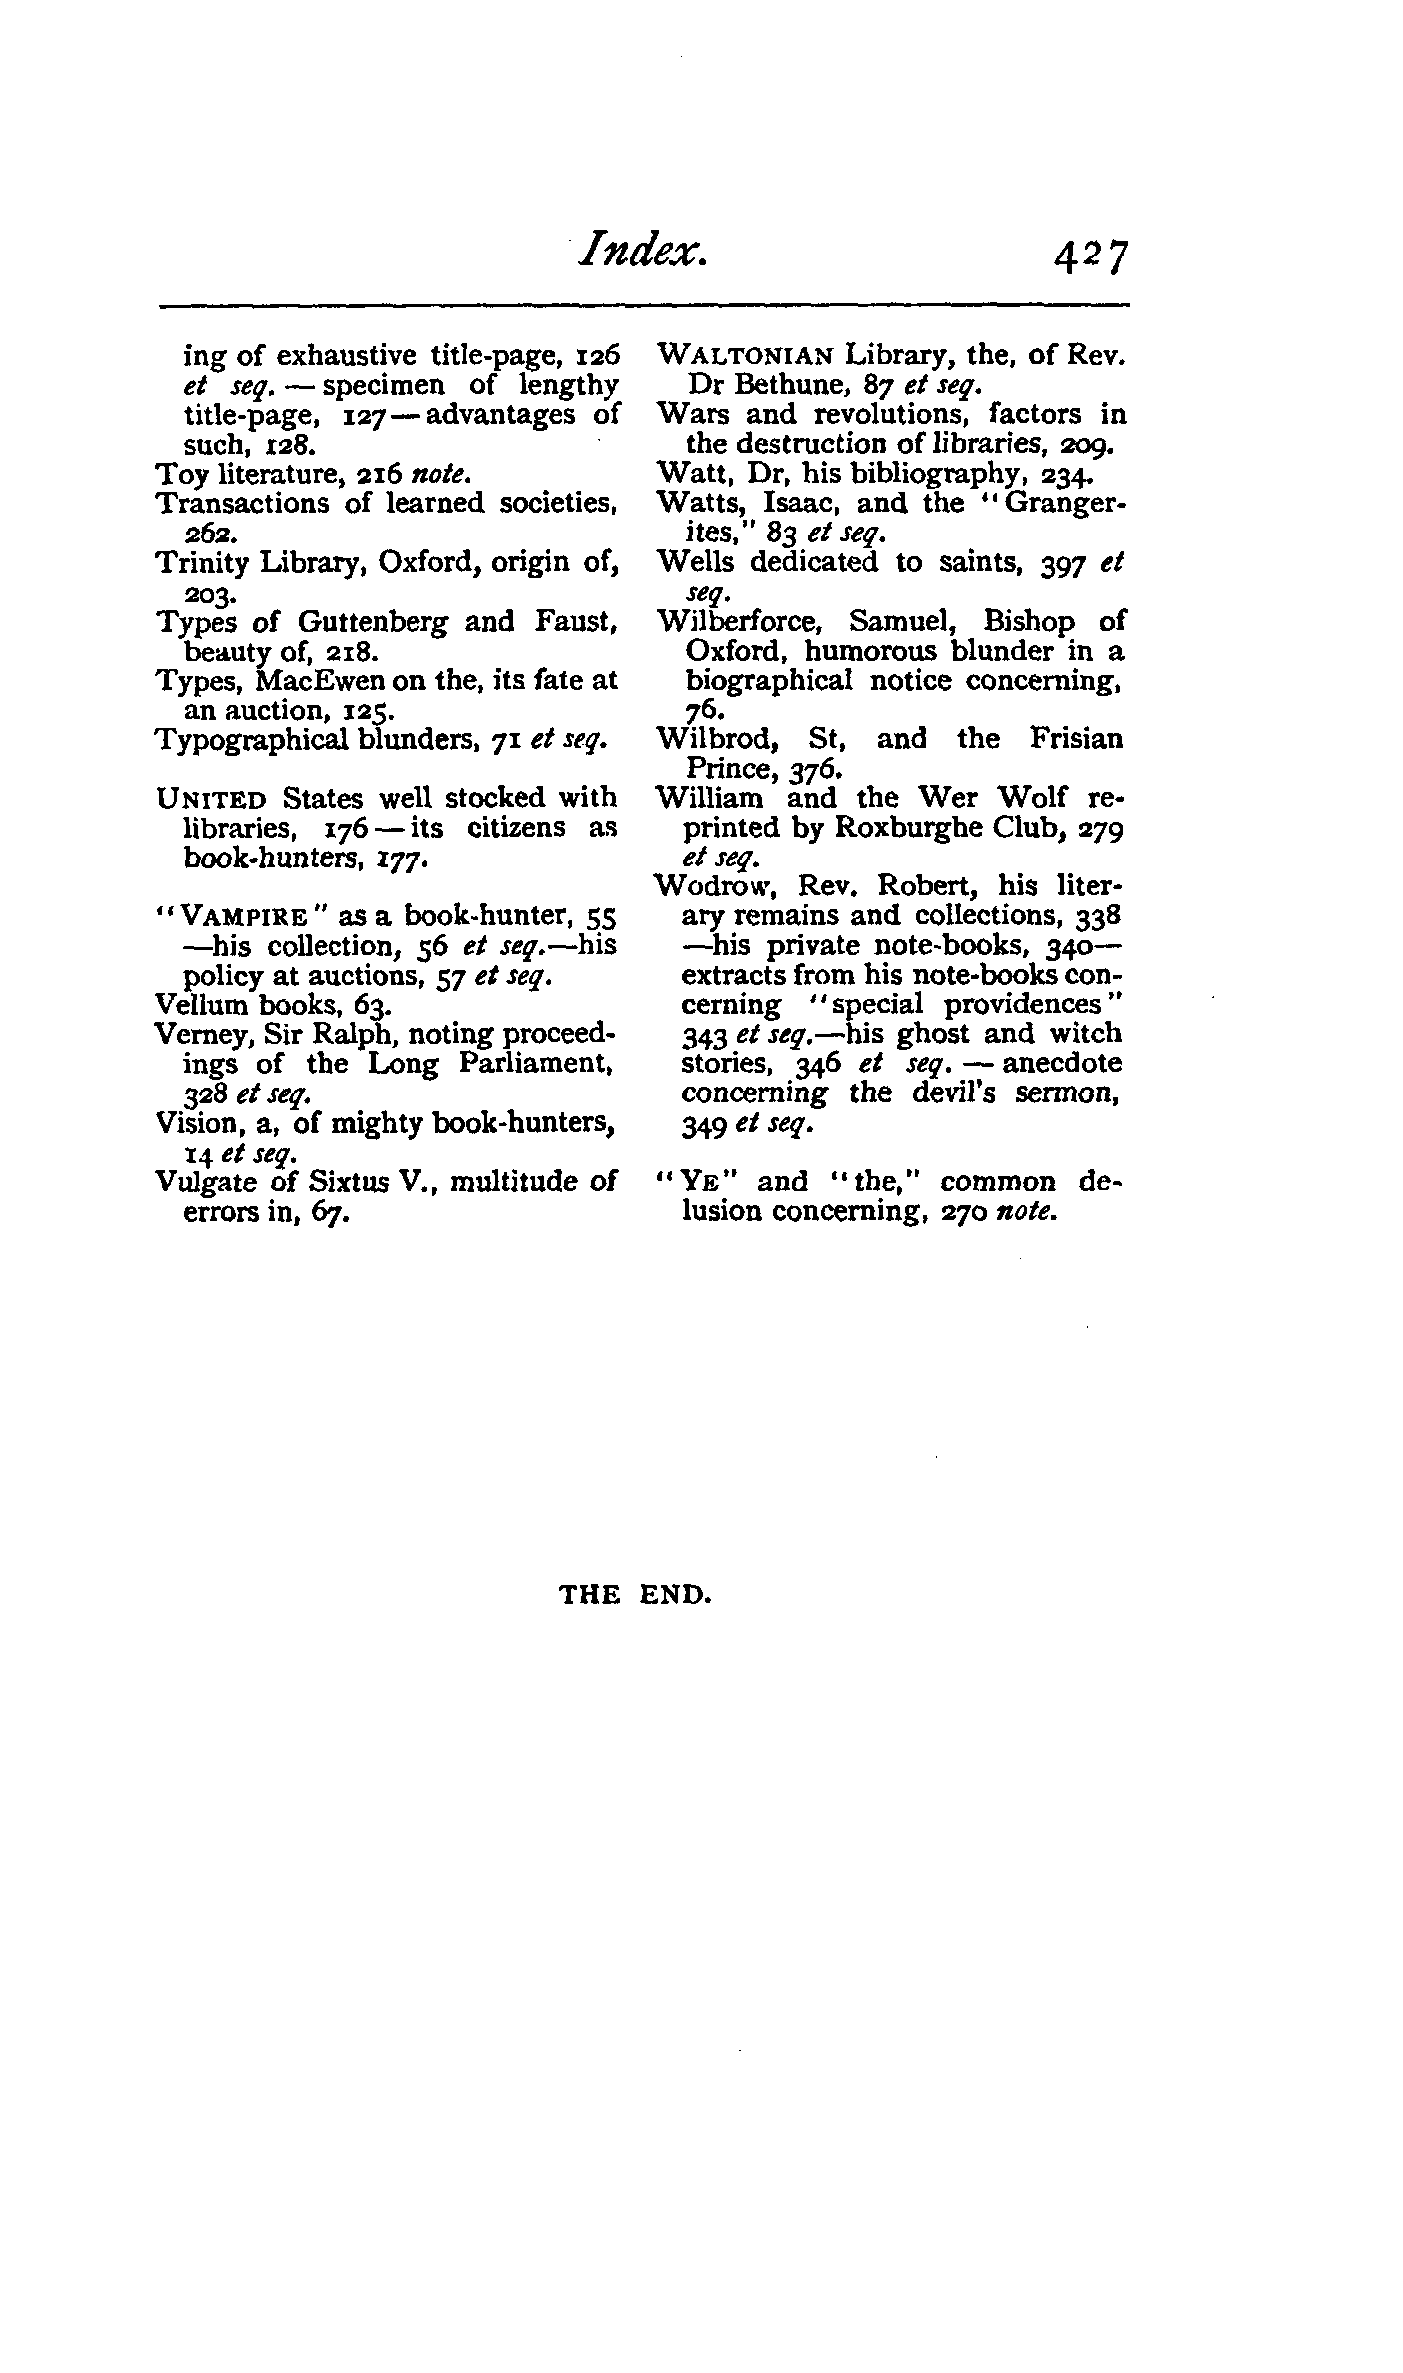 Index. 427
ing of exhaustive title-page, 126
et seq. — specimen of lengthy
title-page, 127—advantages of
such, 128.
Toy literature, 216 note.
Transactions of learned societies,
262.
Trinity Library, Oxford, origin of,
203.
Types of Guttenberg and Faust,
beauty of, 218.
Types, MacEwen on the, its fate at
an auction, 125.
Typographical blunders, 71 et seq.
UNITED States well stocked with
libraries, 176—its citizens as
book-hunters, 177.
"VAMPIRE" as a book-hunter, 55
—his collection, 56 et seq.—his
policy at auctions, 57 et seq.
Vellum books, 63.
Verney, Sir Ralph, noting proceed-
ings of the Long Parliament,
328 et seq.
Vision, a, of mighty book-hunters,
14 et seq.
Vulgate of Sixtus V., multitude of
errors in, 67.
WALTONIAN Library, the, of Rev.
Dr Bethune, 87 et seq.
Wars and revolutions, factors in
the destruction of libraries, 209.
Watt, Dr, his bibliography, 234.
Watts, Isaac, and the "Granger-
ites," 83 et seq.
Wells dedicated to saints, 397 et
seq.
Wilberforce, Samuel, Bishop of
Oxford, humorous blunder in a
biographical notice concerning,
76.
Wilbrod, St, and the Frisian
Prince, 376.
William and the Wer Wolf re-
printed by Roxburghe Club, 279
et seq.
Wodrow, Rev. Robert, his liter-
ary remains and collections, 338
—his private note-books, 340—
extracts from his note-books con-
cerning "special providences"
343 et seq.—his ghost and witch
stories, 346 et seq. — anecdote
concerning the devil's sermon,
349 et seq.
"YE" and "the," common de-
lusion concerning, 270 note.
THE END.